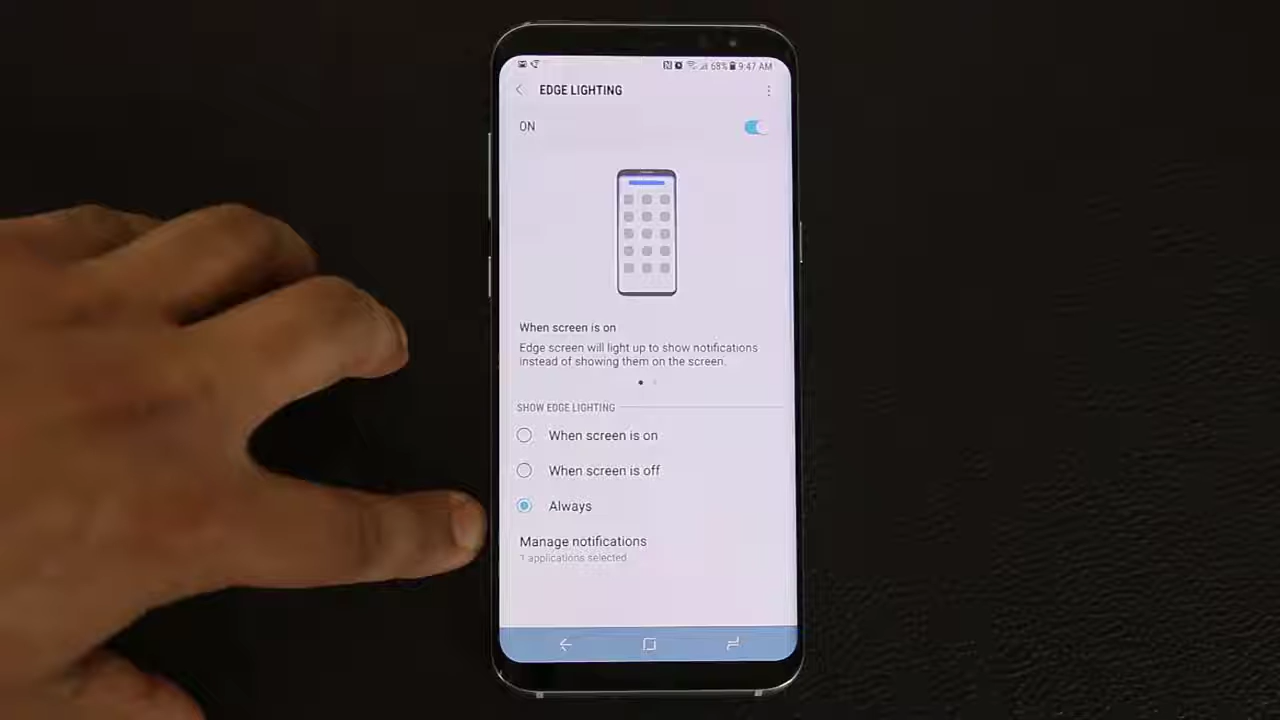 68% 9:47 AM
EDGE LIGHTING
ON
When screen is on
Edge screen will light up to show notifications
instead of showing them on the screen.
SHOW EDGE LIGHTING
When screen is on
When screen is off
Always
Manage notifications
1 applications selected